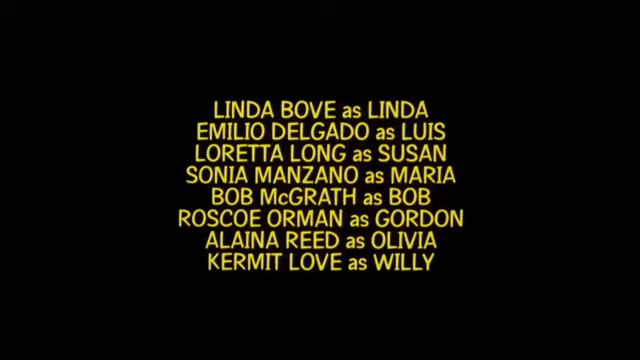 LINDA BOVE as LINDA
EMILIO DELGADO as LUIS
LORETTA LONG as SUSAN
SONIA MANZANO as MARIA
BOB McGRATH as BOB
ROSCOE ORMAN as GORDON
ALAINA REED as OLIVIA
KERMIT LOVE as WILLY